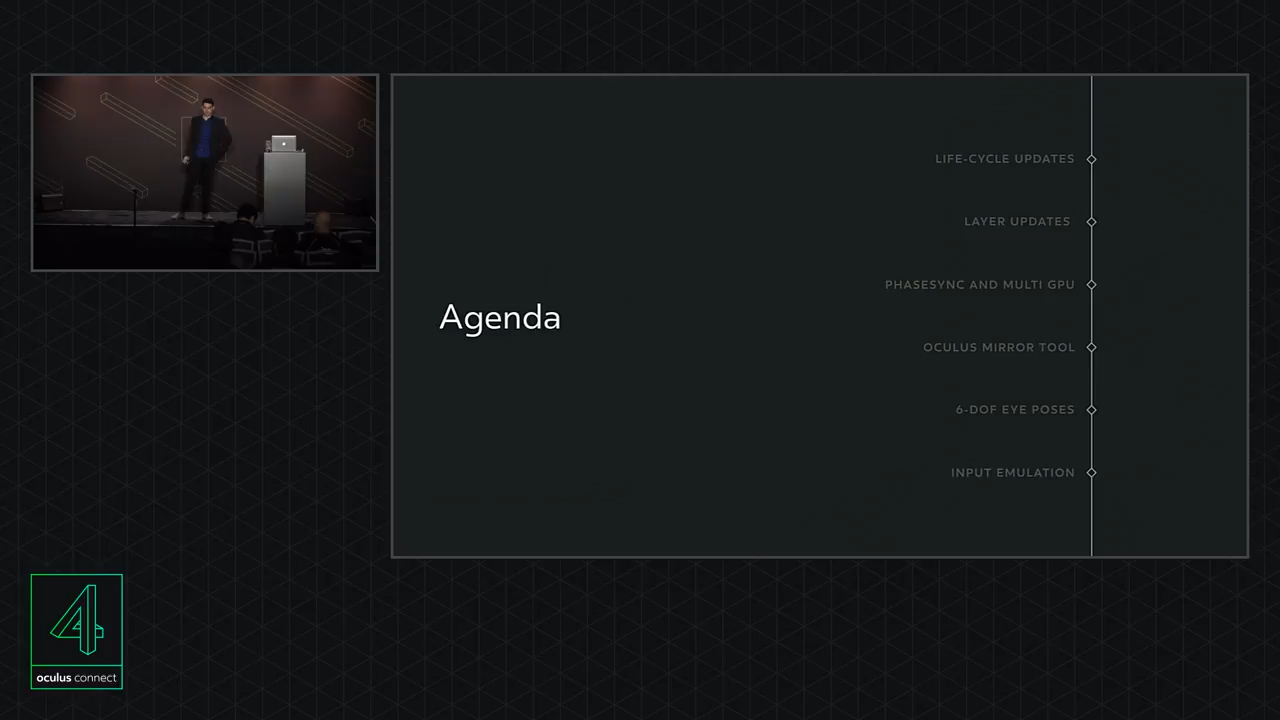 Agenda
LIFE-CYCLE UPDATES
LAYER UPDATES
PHASESYNC AND MULTI GPU
OCULUS MIRROR TOOL
6-DOF EYE POSES
INPUT EMULATION
4
oculus connect